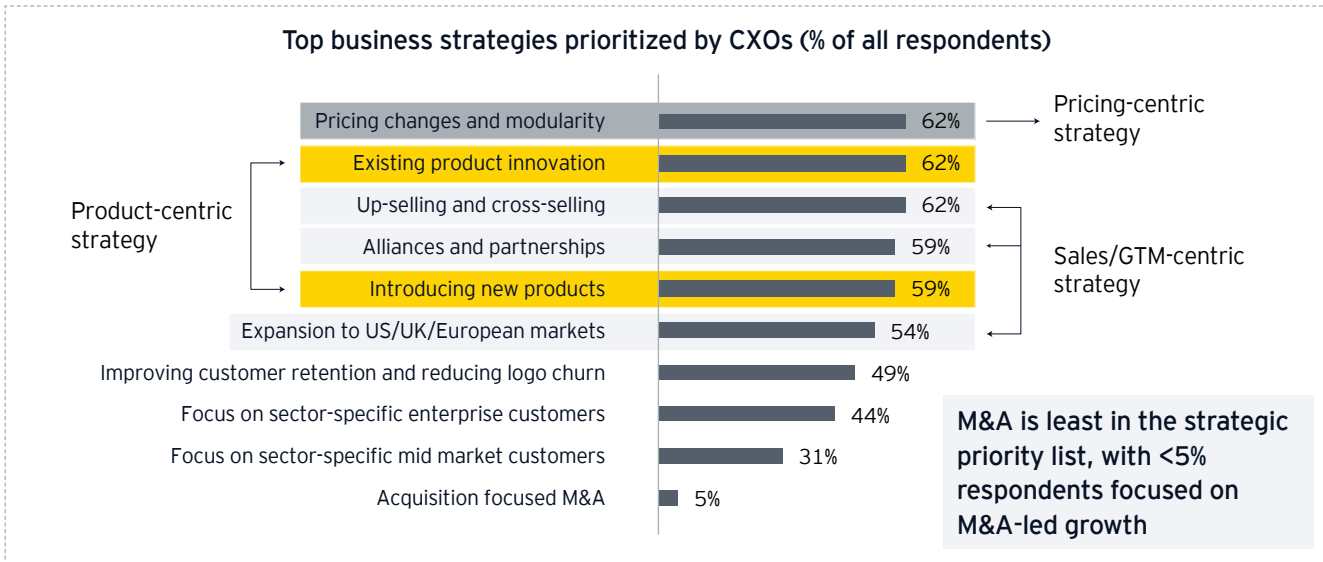 Top business strategies prioritized by CXOs (% of all respondents)
Pricing changes and modularity 62%
Pricing-centric
strategy
Existing product innovation 62%
Product-centric
strategy
Up-selling and cross-selling 62%
Alliances and partnerships 59%
Sales/GTM-centric
strategy
Introducing new products 59%
Expansion to US/UK/European markets 54%
Improving customer retention and reducing logo churn 49%
Focus on sector-specific enterprise customers 44%
Focus on sector-specific mid market customers 31%
Acquisition focused M&A 5%
M&A is least in the strategic
priority list, with <5%
respondents focused on
M&A-led growth